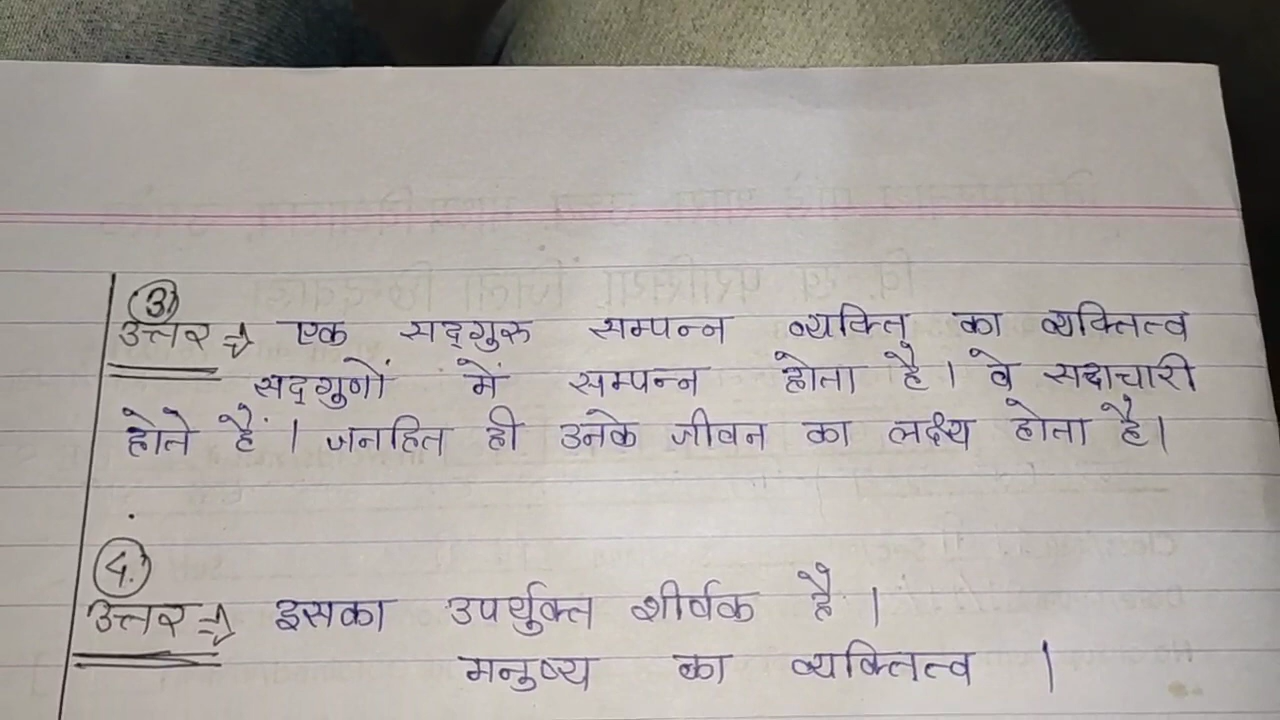 ③
उत्तर ⇒ एक सद्गुरु सम्पन्न व्यक्ति का व्यक्तित्व
सद्गुणों में सम्पन्न होता है। वे सदाचारी
होते हैं। जनहित ही उनके जीवन का लक्ष्य होता है।
④.
उत्तर ⇒ इसका उपर्युक्त शीर्वक है।
मनुष्य का व्यक्तित्व ।